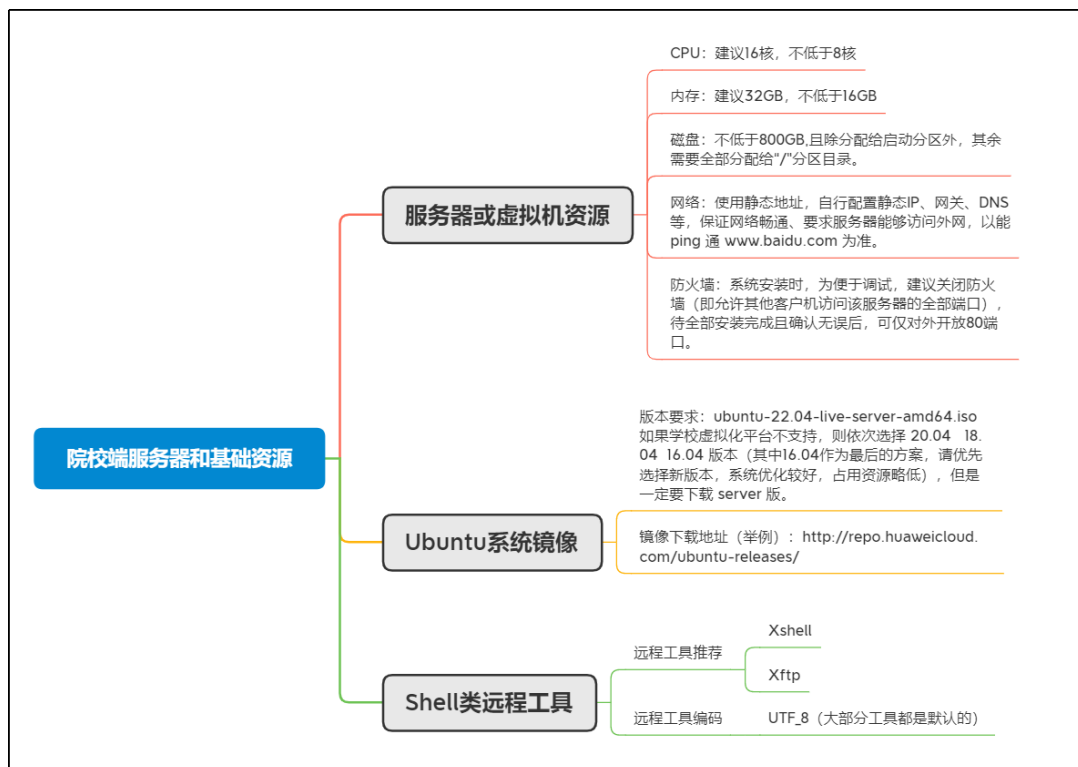 CPU：建议16核，不低于8核
内存：建议32GB，不低于16GB
磁盘：不低于800GB,且除分配给启动分区外，其余
需要全部分配给"/"分区目录。
服务器或虚拟机资源
网络：使用静态地址，自行配置静态IP、网关、DNS
等，保证网络畅通、要求服务器能够访问外网，以能
ping 通 www.baidu.com 为准。
防火墙：系统安装时，为便于调试，建议关闭防火
墙（即允许其他客户机访问该服务器的全部端口），
待全部安装完成且确认无误后，可仅对外开放80端
口。
院校端服务器和基础资源
版本要求：ubuntu-22.04-live-server-amd64.iso
如果学校虚拟化平台不支持，则依次选择 20.04 18.
04 16.04 版本（其中16.04作为最后的方案，请优先
选择新版本，系统优化较好，占用资源略低），但是
一定要下载 server 版。
Ubuntu系统镜像
镜像下载地址（举例）：http://repo.huaweicloud.
com/ubuntu-releases/
Shell类远程工具
远程工具推荐
Xshell
Xftp
远程工具编码
UTF_8（大部分工具都是默认的）